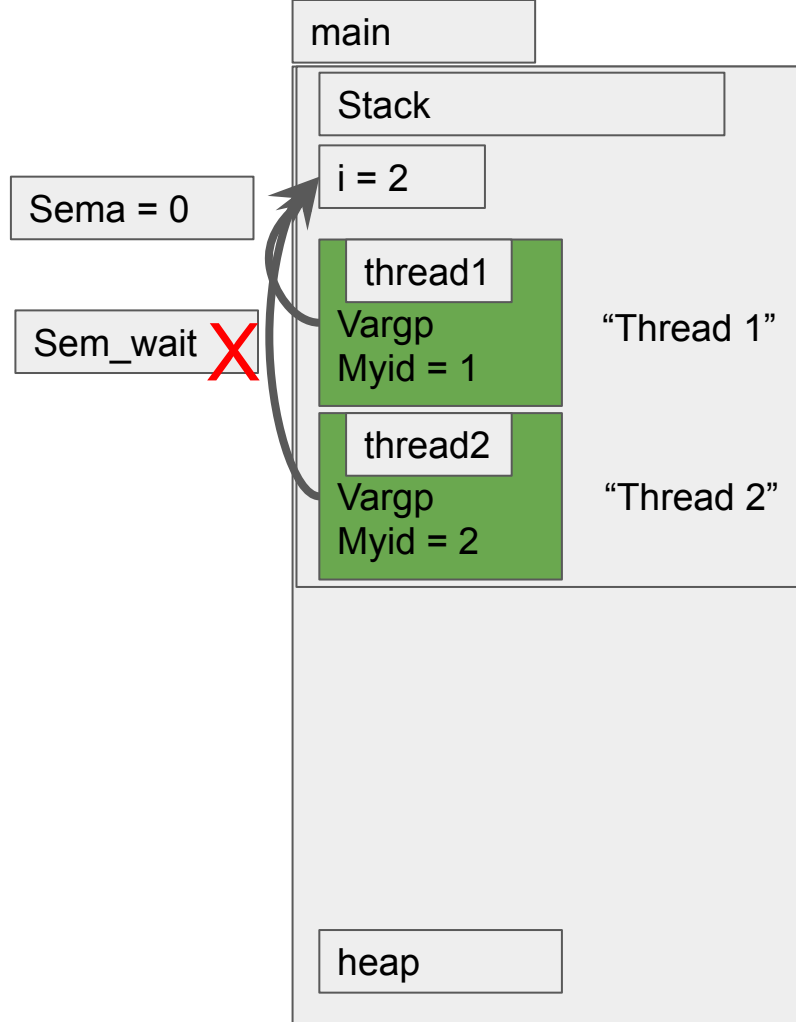 main
Stack
i = 2
Sema = 0
thread1
Vargp
Myid = 1
“Thread 1”
Sem_wait X
thread2
Vargp
Myid = 2
“Thread 2”
heap